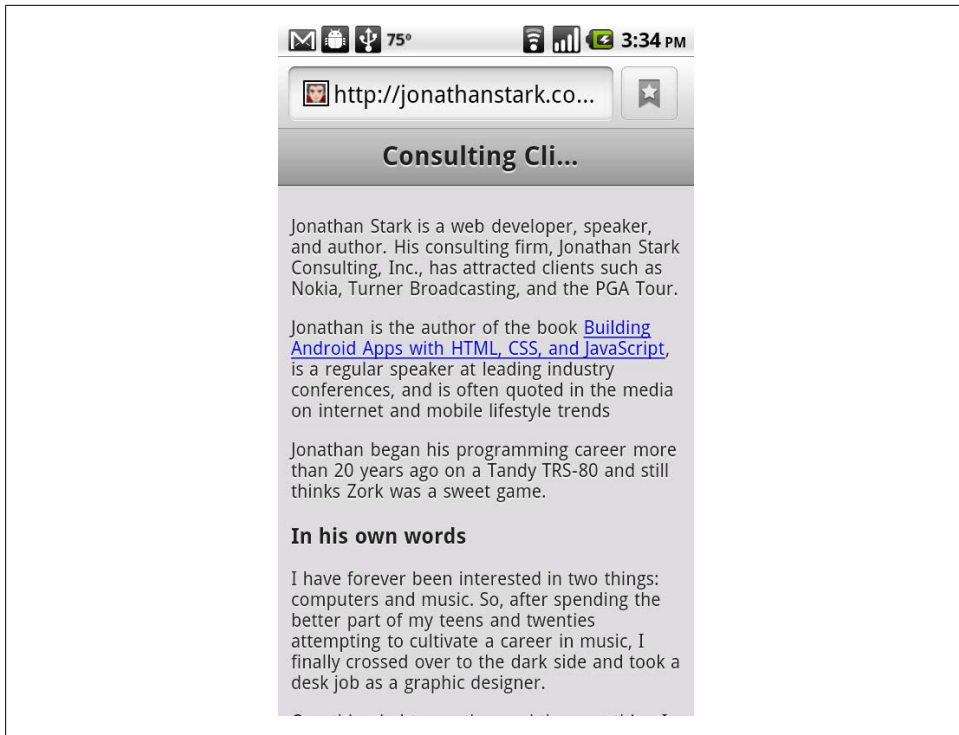 75°
3:34 PM
http://jonathanstark.co...
Consulting Cli...
Jonathan Stark is a web developer, speaker,
and author. His consulting firm, Jonathan Stark
Consulting, Inc., has attracted clients such as
Nokia, Turner Broadcasting, and the PGA Tour.
Jonathan is the author of the book Building
Android Apps with HTML, CSS, and JavaScript,
is a regular speaker at leading industry
conferences, and is often quoted in the media
on internet and mobile lifestyle trends
Jonathan began his programming career more
than 20 years ago on a Tandy TRS-80 and still
thinks Zork was a sweet game.
In his own words
I have forever been interested in two things:
computers and music. So, after spending the
better part of my teens and twenties
attempting to cultivate a career in music, I
finally crossed over to the dark side and took a
desk job as a graphic designer.